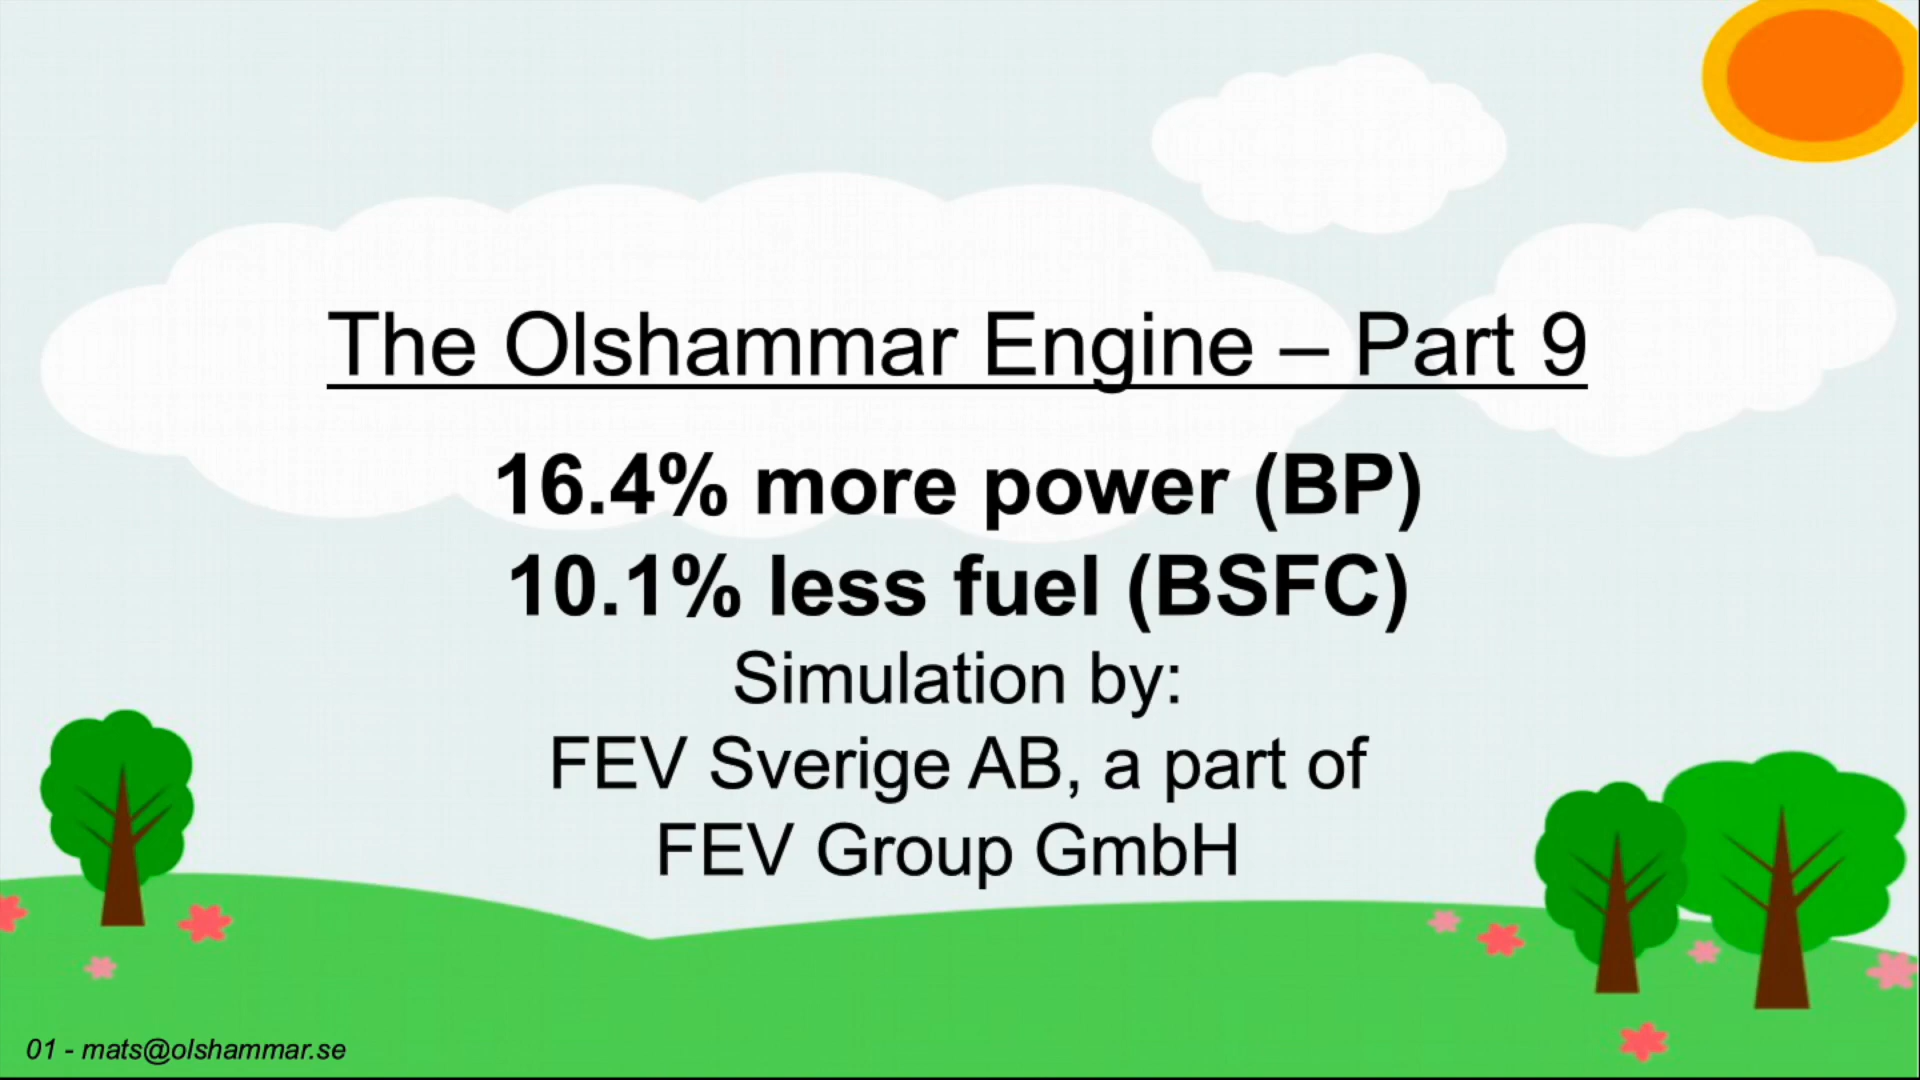 The Olshammar Engine – Part 9
16.4% more power (BP)
10.1% less fuel (BSFC)
Simulation by:
FEV Sverige AB, a part of
FEV Group GmbH
01 - mats@olshammar.se